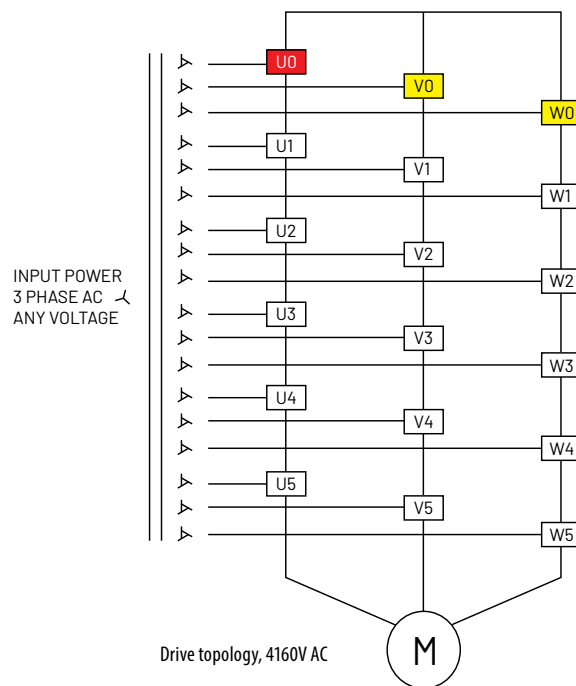 U0
V0
W0
U1
V1
W1
U2
V2
W2
INPUT POWER
3 PHASE AC
ANY VOLTAGE
U3
V3
W3
U4
V4
W4
U5
V5
W5
M
Drive topology, 4160V AC